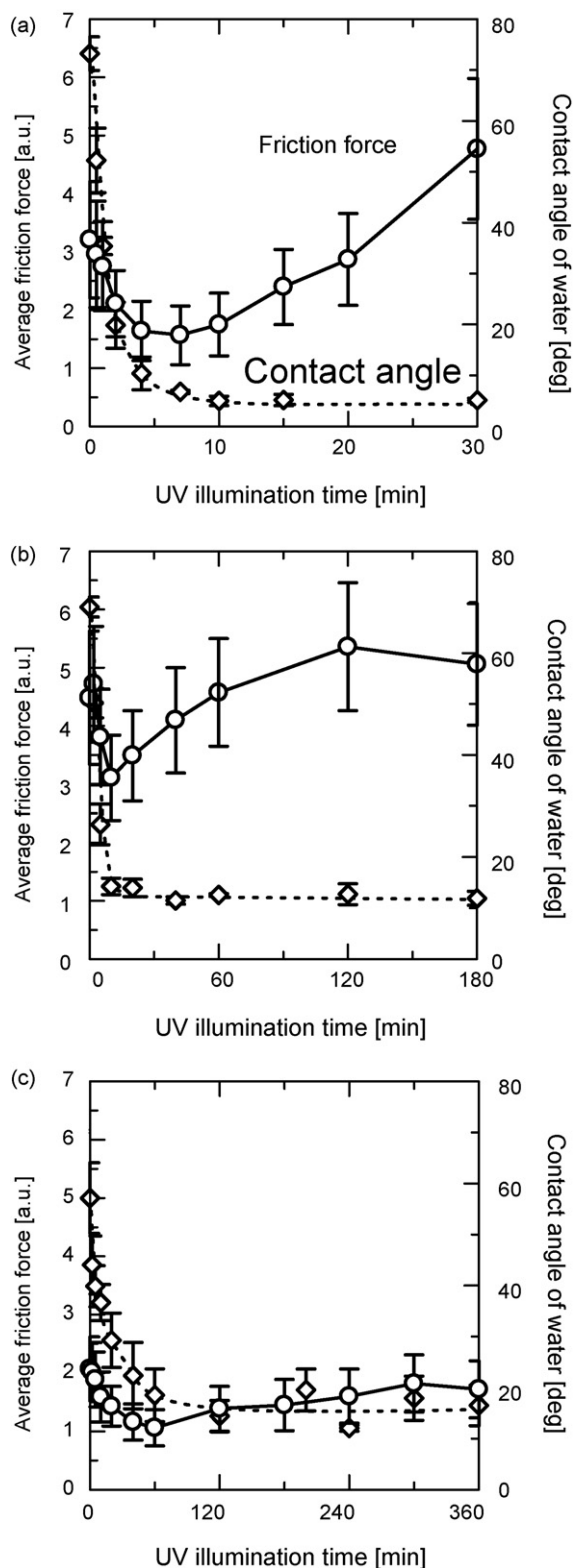 (a)
7
6
5
4
3
2
1
0
Average friction force [a.u.]
80
60
40
20
0
Contact angle of water [deg]
Friction force
Contact angle
0 10 20 30
UV illumination time [min]
(b)
7
6
5
4
3
2
1
0
Average friction force [a.u.]
80
60
40
20
0
Contact angle of water [deg]
0 60 120 180
UV illumination time [min]
(c)
7
6
5
4
3
2
1
0
Average friction force [a.u.]
80
60
40
20
0
Contact angle of water [deg]
0 120 240 360
UV illumination time [min]